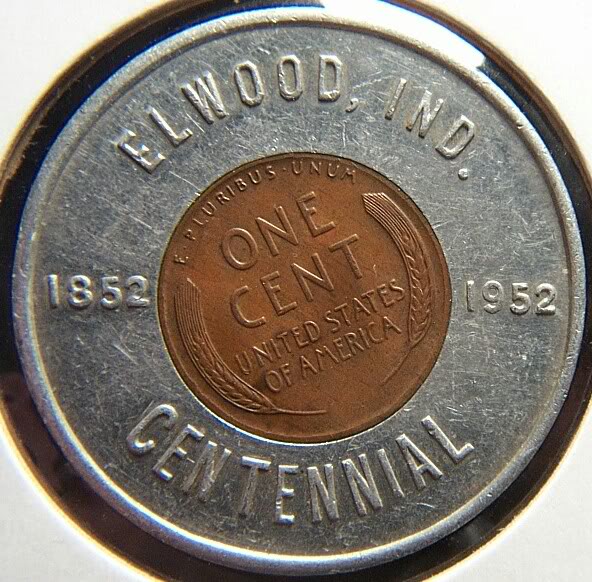 ELWOOD, IND.
1852
E·PLURIBUS·UNUM
ONE
CENT
UNITED STATES
OF AMERICA
1952
CENTENNIAL